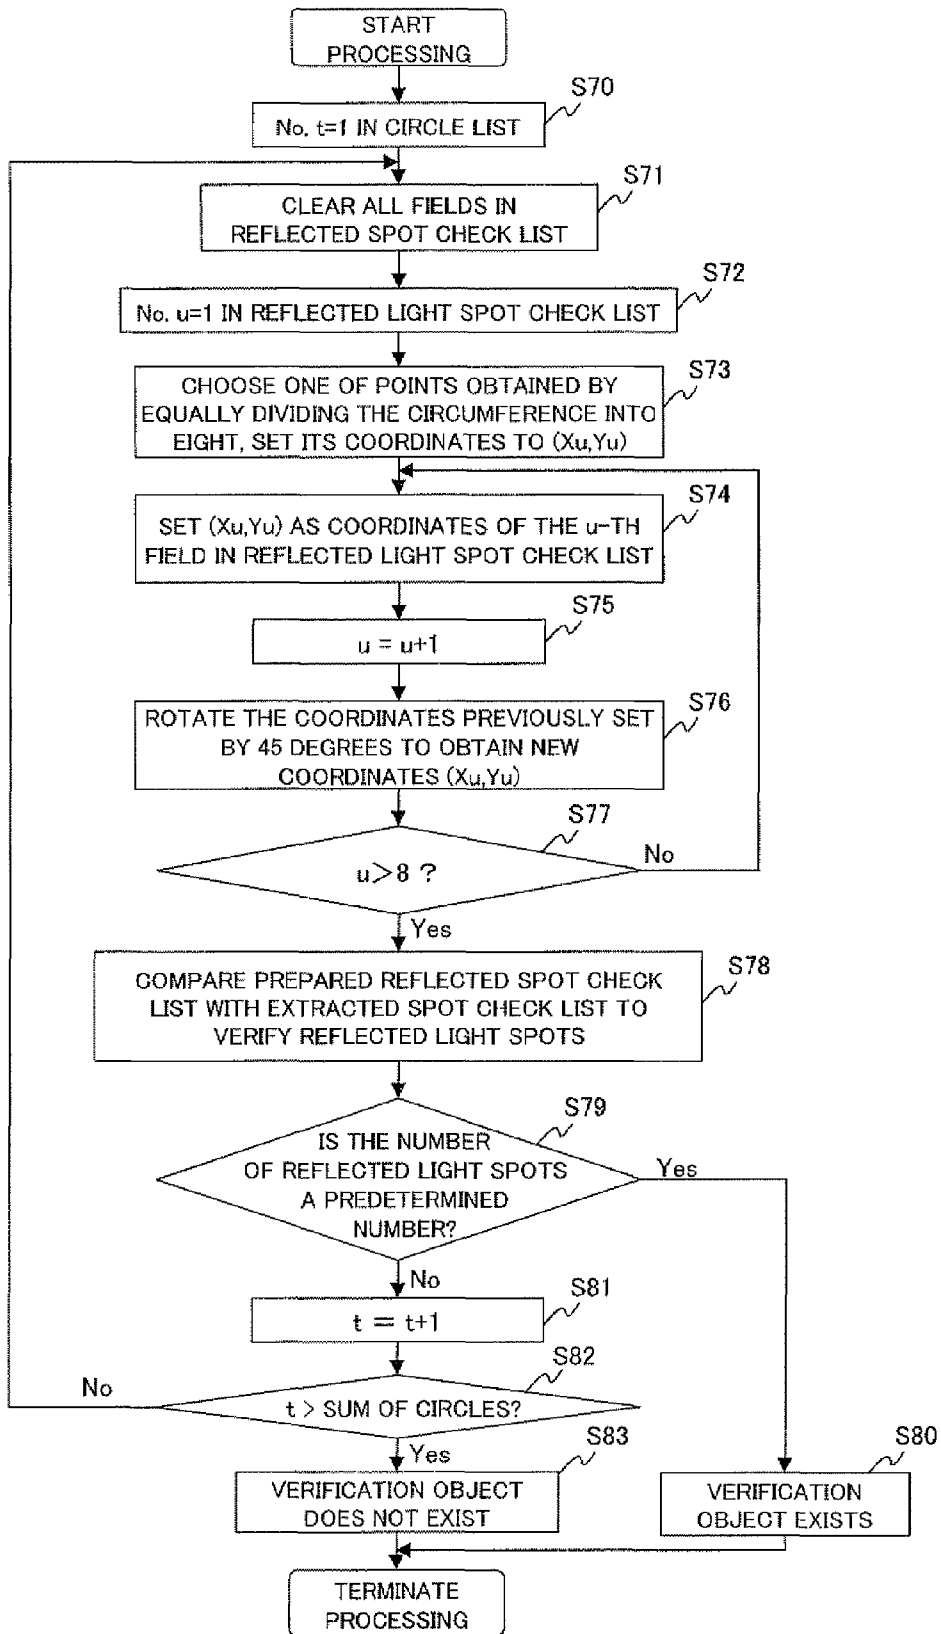 START
PROCESSING
S70
No. t=1 IN CIRCLE LIST
S71
CLEAR ALL FIELDS IN
REFLECTED SPOT CHECK LIST
S72
No. u=1 IN REFLECTED LIGHT SPOT CHECK LIST
S73
CHOOSE ONE OF POINTS OBTAINED BY
EQUALLY DIVIDING THE CIRCUMFERENCE INTO
EIGHT, SET ITS COORDINATES TO (Xu,Yu)
S74
SET (Xu,Yu) AS COORDINATES OF THE u-TH
FIELD IN REFLECTED LIGHT SPOT CHECK LIST
S75
u = u+1
S76
ROTATE THE COORDINATES PREVIOUSLY SET
BY 45 DEGREES TO OBTAIN NEW
COORDINATES (Xu,Yu)
S77
u>8 ?
No
Yes
S78
COMPARE PREPARED REFLECTED SPOT CHECK
LIST WITH EXTRACTED SPOT CHECK LIST TO
VERIFY REFLECTED LIGHT SPOTS
S79
IS THE NUMBER
OF REFLECTED LIGHT SPOTS
A PREDETERMINED
NUMBER?
Yes
No
S81
t = t+1
S82
t > SUM OF CIRCLES?
No
Yes
S83
VERIFICATION OBJECT
DOES NOT EXIST
S80
VERIFICATION
OBJECT EXISTS
TERMINATE
PROCESSING